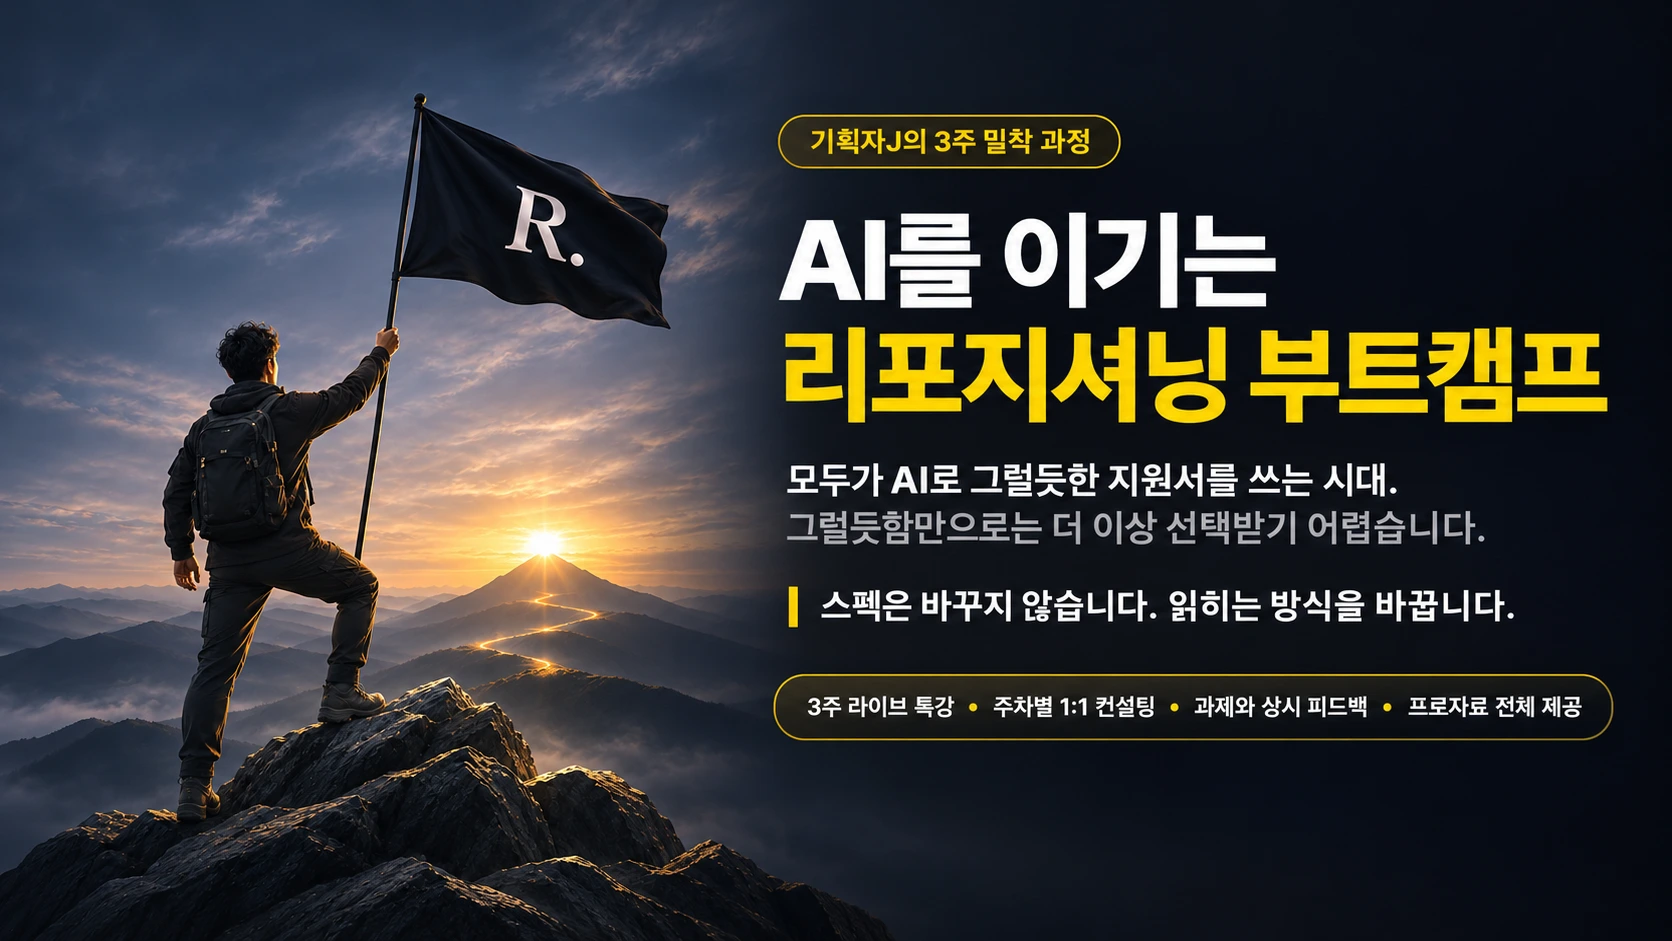 R.
기획자J의 3주 밀착 과정
AI를 이기는
리포지셔닝 부트캠프
모두가 AI로 그럴듯한 지원서를 쓰는 시대.
그럴듯함만으로는 더 이상 선택받기 어렵습니다.
스펙은 바꾸지 않습니다. 읽히는 방식을 바꿉니다.
3주 라이브 특강 • 주차별 1:1 컨설팅 • 과제와 상시 피드백 • 프로자료 전체 제공